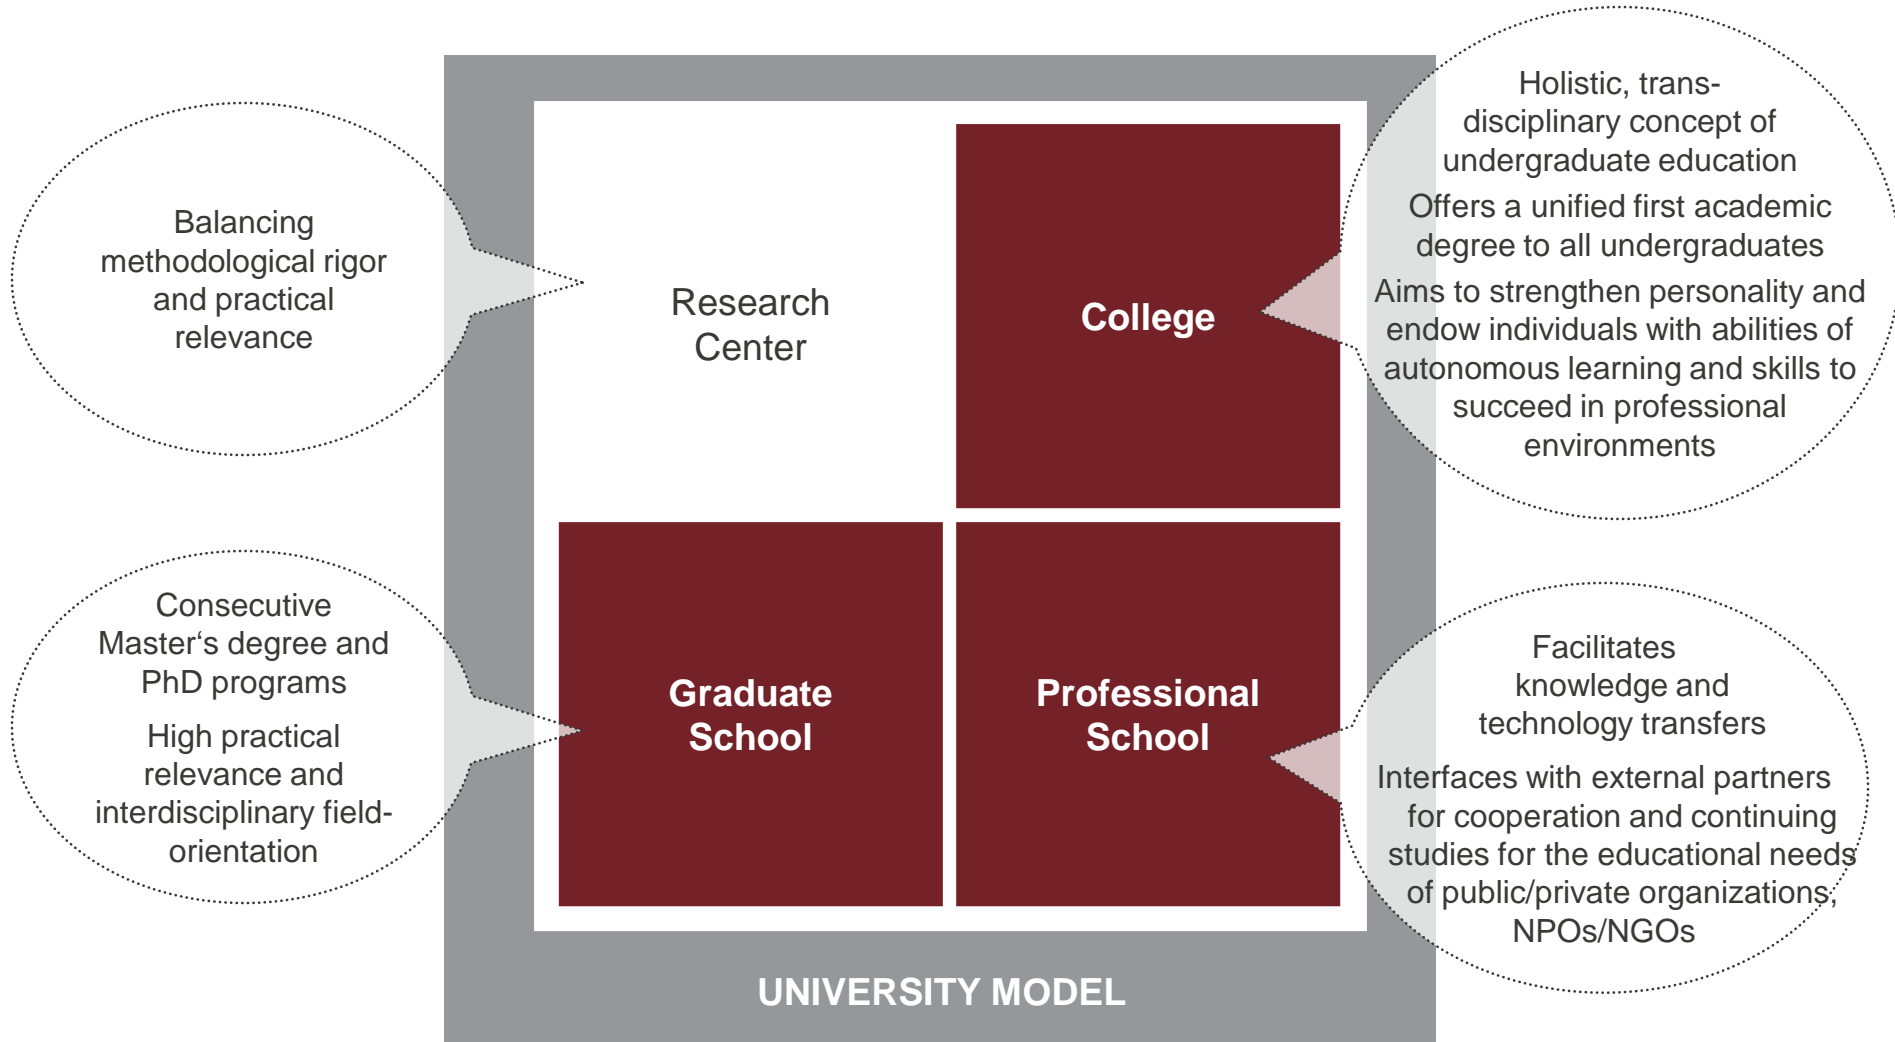 Balancing
methodological rigor
and practical
relevance
Research
Center
College
Holistic, trans-
disciplinary concept of
undergraduate education
Offers a unified first academic
degree to all undergraduates
Aims to strengthen personality and
endow individuals with abilities of
autonomous learning and skills to
succeed in professional
environments
Consecutive
Master‘s degree and
PhD programs
High practical
relevance and
interdisciplinary field-
orientation
Graduate
School
Professional
School
Facilitates
knowledge and
technology transfers
Interfaces with external partners
for cooperation and continuing
studies for the educational needs
of public/private organizations,
NPOs/NGOs
UNIVERSITY MODEL